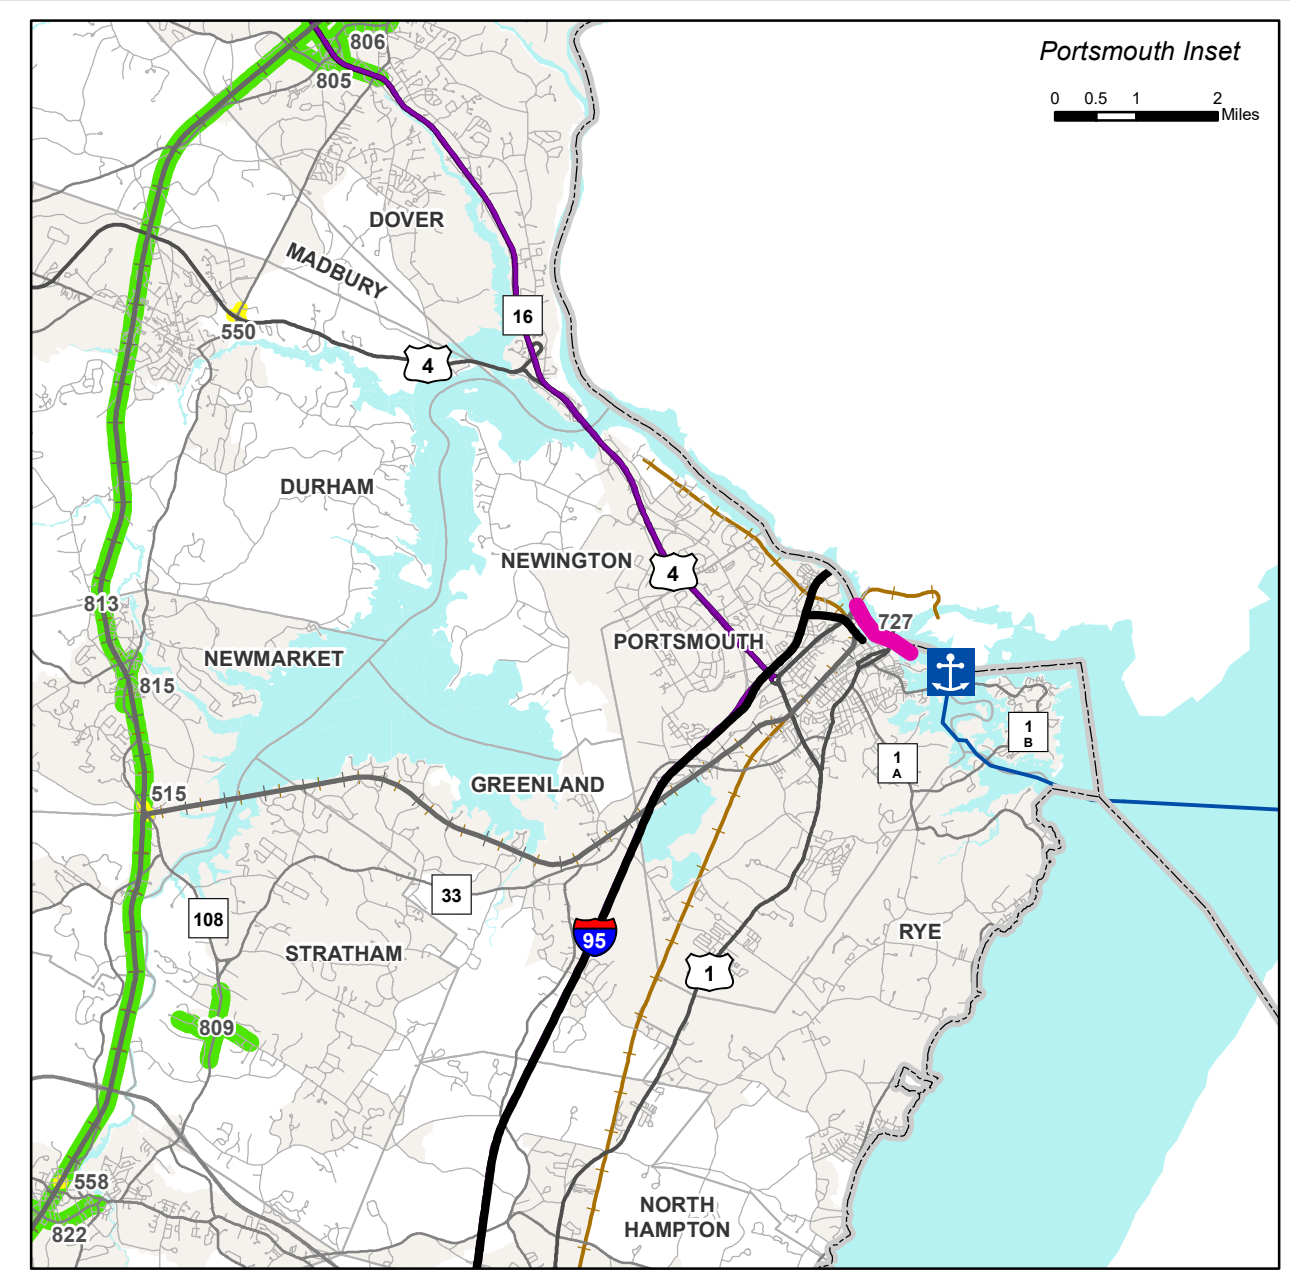 Portsmouth Inset
0 0.5 1 2
Miles
806
805
DOVER
MADBURY
16
550
4
DURHAM
NEWINGTON
4
813
727
PORTSMOUTH
NEWMARKET
815
1
B
1
A
GREENLAND
515
33
108
95
RYE
STRATHAM
1
809
558
NORTH
HAMPTON
822